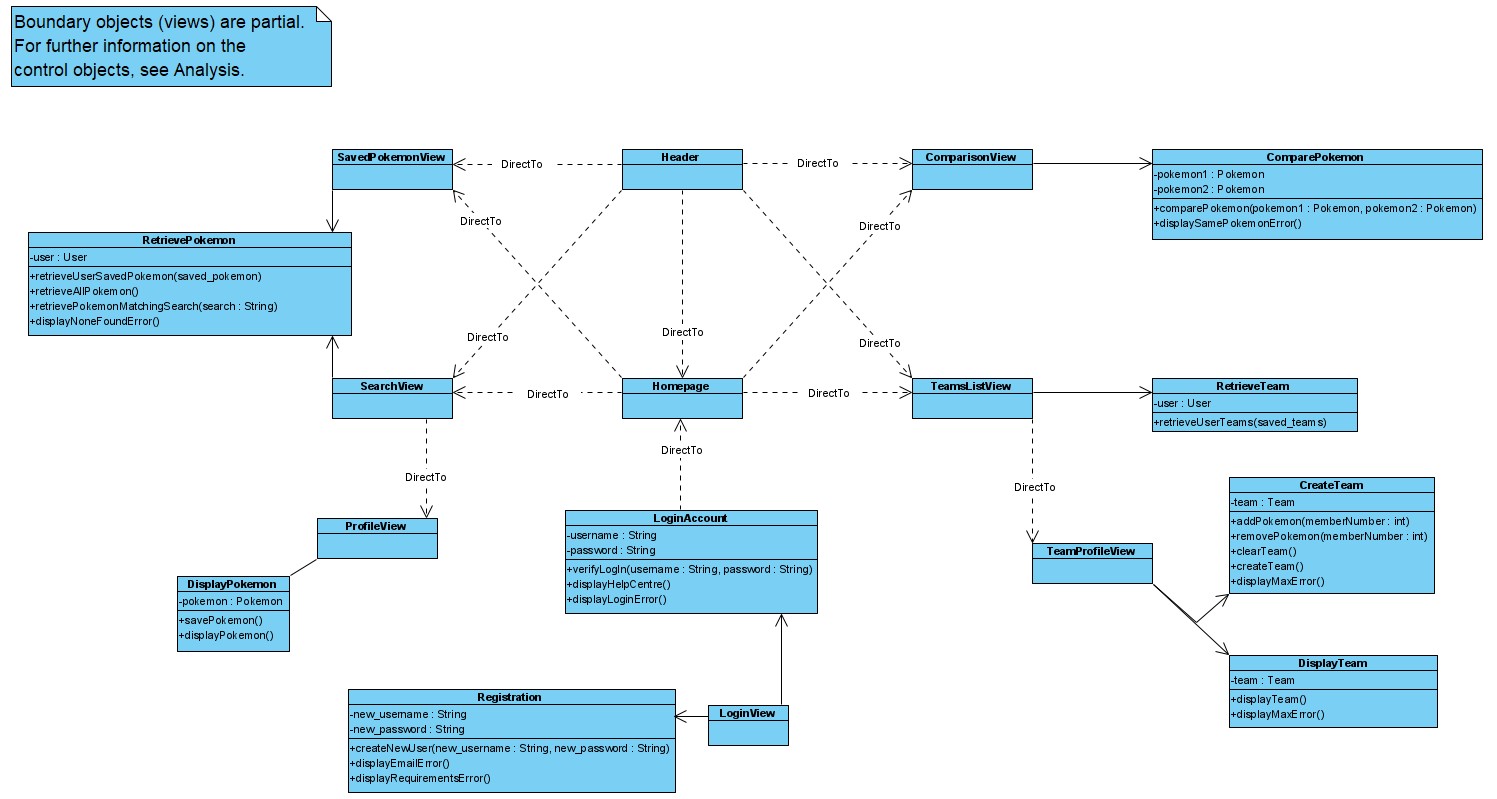 Boundary objects (views) are partial.
For further information on the
control objects, see Analysis.
SavedPokemonView
DirectTo
Header
DirectTo
ComparisonView
ComparePokemon
-pokemon1 : Pokemon
-pokemon2 : Pokemon
+comparePokemon(pokemon1 : Pokemon, pokemon2 : Pokemon)
+displaySamePokemonError()
DirectTo
DirectTo
RetrievePokemon
-user : User
+retrieveUserSavedPokemon(saved_pokemon)
+retrieveAllPokemon()
+retrievePokemonMatchingSearch(search : String)
+displayNoneFoundError()
DirectTo
DirectTo
DirectTo
SearchView
DirectTo
Homepage
DirectTo
TeamsListView
RetrieveTeam
-user : User
+retrieveUserTeams(saved_teams)
DirectTo
DirectTo
DirectTo
ProfileView
DisplayPokemon
-pokemon : Pokemon
+savePokemon()
+displayPokemon()
LoginAccount
-username : String
-password : String
+verifyLogIn(username : String, password : String)
+displayHelpCentre()
+displayLoginError()
TeamProfileView
CreateTeam
-team : Team
+addPokemon(memberNumber : int)
+removePokemon(memberNumber : int)
+clearTeam()
+createTeam()
+displayMaxError()
DisplayTeam
-team : Team
+displayTeam()
+displayMaxError()
Registration
-new_username : String
-new_password : String
+createNewUser(new_username : String, new_password : String)
+displayEmailError()
+displayRequirementsError()
LoginView